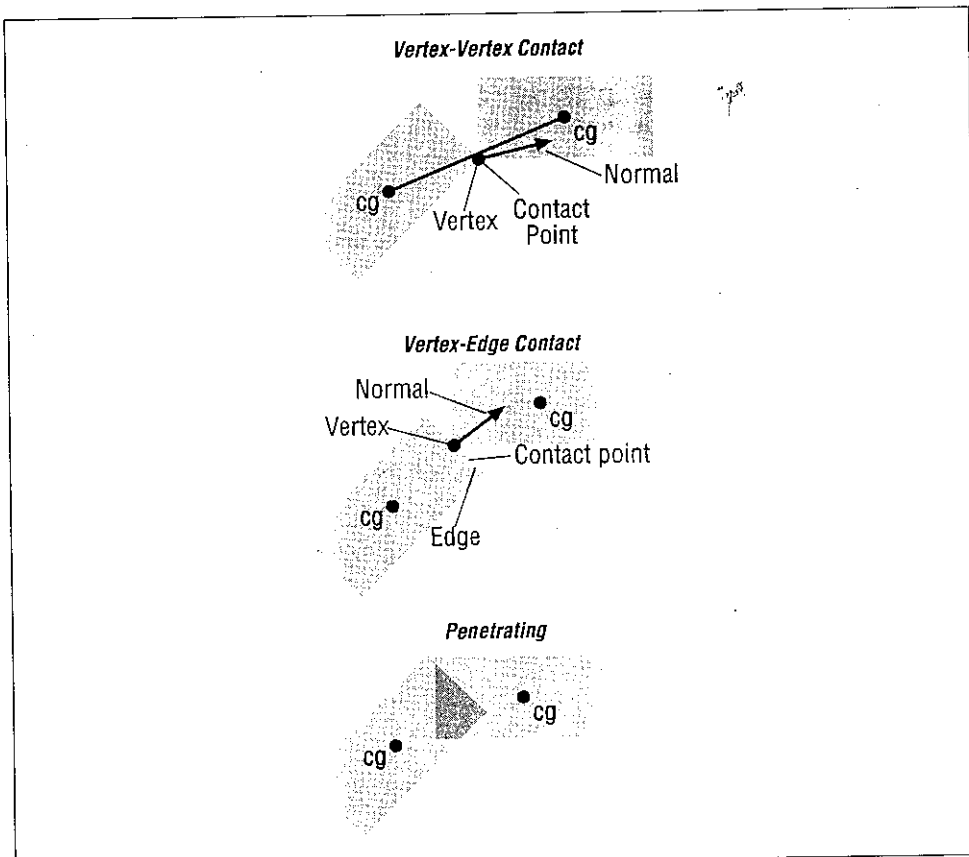 Vertex-Vertex Contact
cg
Normal
cg
Vertex
Contact
Point
Vertex-Edge Contact
Normal
Vertex
cg
Contact point
cg
Edge
Penetrating
cg
cg